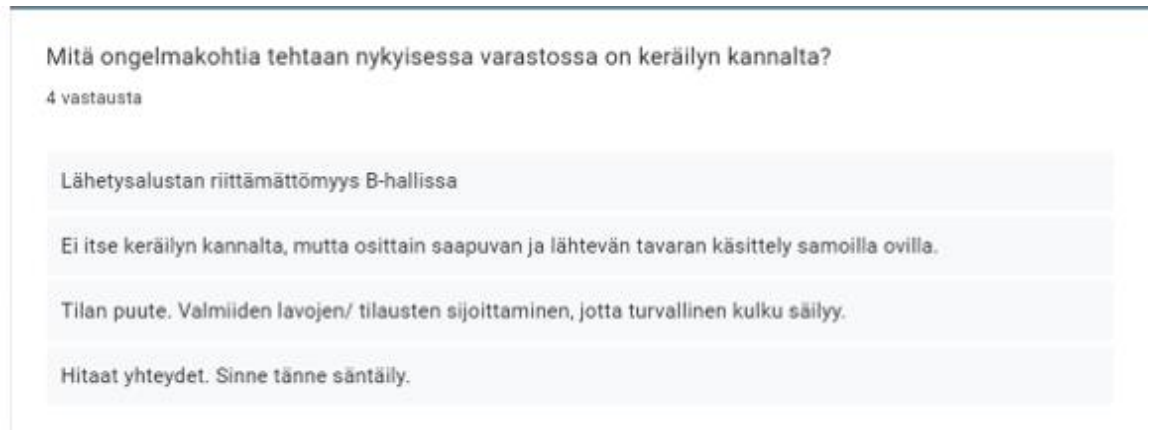 Mitä ongelmakohtia tehtaan nykyisessa varastossa on keräilyn kannalta?
4 vastausta
Lähetysalustan riittämättömyys B-hallissa
Ei itse keräilyn kannalta, mutta osittain saapuvan ja lähtevän tavaran käsittely samoilla ovilla.
Tilan puute. Valmiiden lavojen/ tilausten sijoittaminen, jotta turvallinen kulku säilyy.
Hitaat yhteydet. Sinne tänne säntäily.